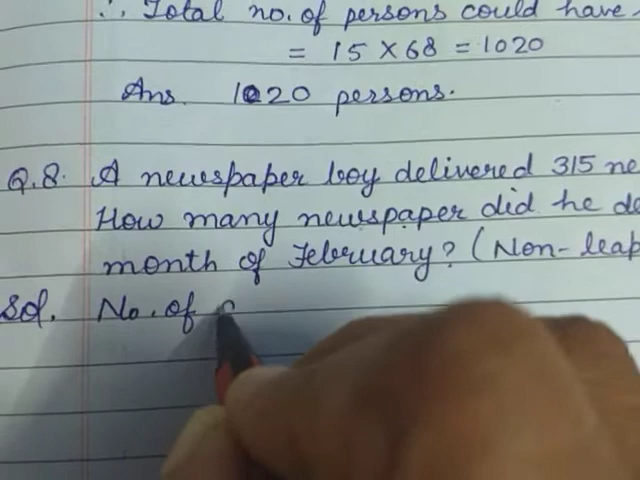 ∴ Total no. of persons could have
= 15 × 68 = 1020
Ans. 1020 persons.
Q.8. A newspaper boy delivered 315 ne
How many newspaper did he de
month of February? (Non-leap
Sol. No. of